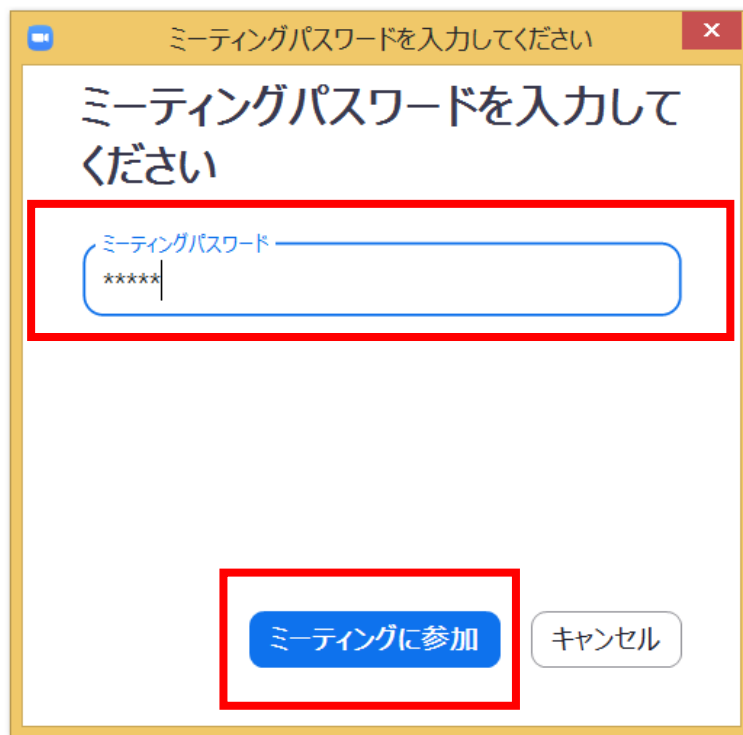 ミーティングパスワードを入力してください
ミーティングパスワードを入力して
ください
ミーティングパスワード
*****
ミーティングに参加
キャンセル